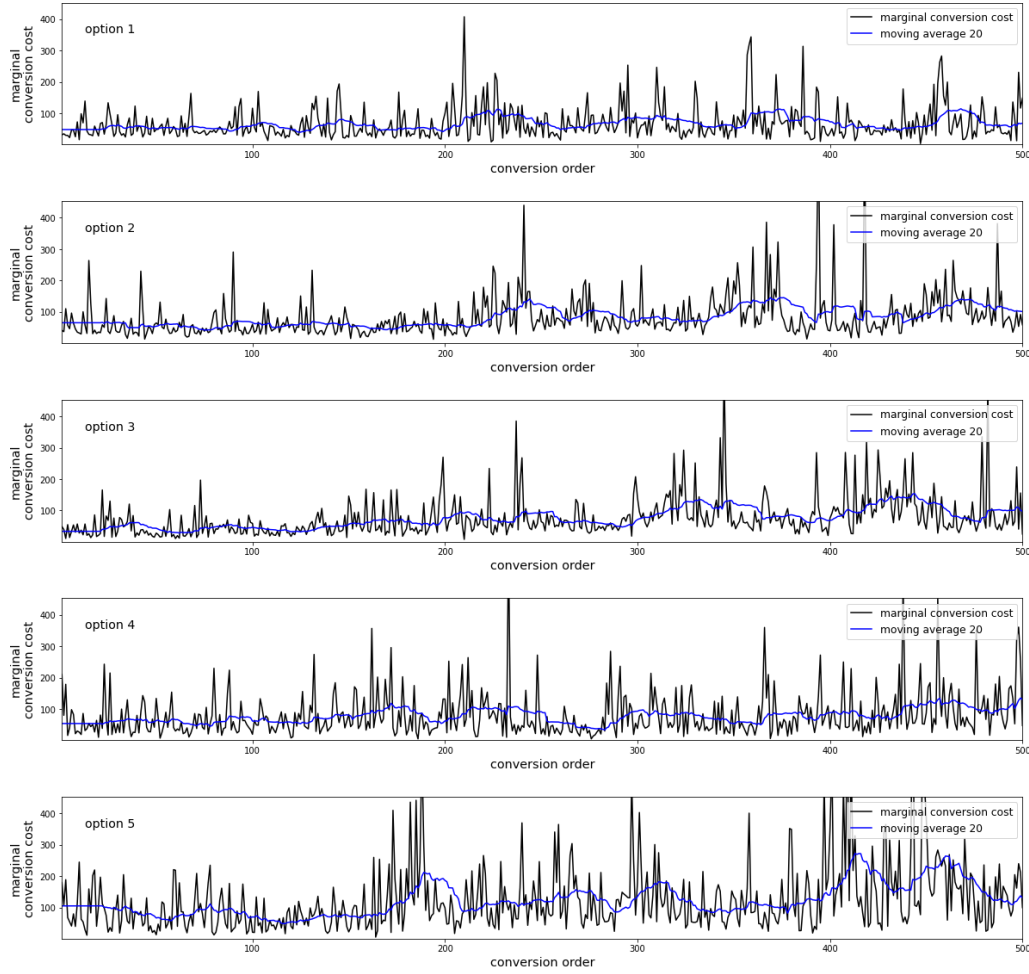 option 1
marginal conversion cost
moving average 20
marginal
conversion cost
400
300
200
100
100
200
300
400
500
conversion order
option 2
marginal conversion cost
moving average 20
marginal
conversion cost
400
300
200
100
100
200
300
400
500
conversion order
option 3
marginal conversion cost
moving average 20
marginal
conversion cost
400
300
200
100
100
200
300
400
500
conversion order
option 4
marginal conversion cost
moving average 20
marginal
conversion cost
400
300
200
100
100
200
300
400
500
conversion order
option 5
marginal conversion cost
moving average 20
marginal
conversion cost
400
300
200
100
100
200
300
400
500
conversion order